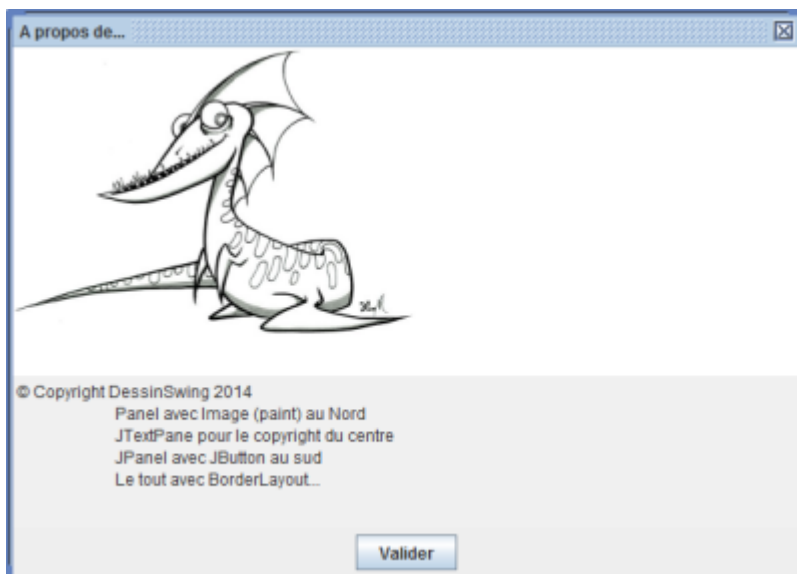 A propos de...
© Copyright DessinSwing 2014
Panel avec Image (paint) au Nord
JTextPane pour le copyright du centre
JPanel avec JButton au sud
Le tout avec BorderLayout...
Valider